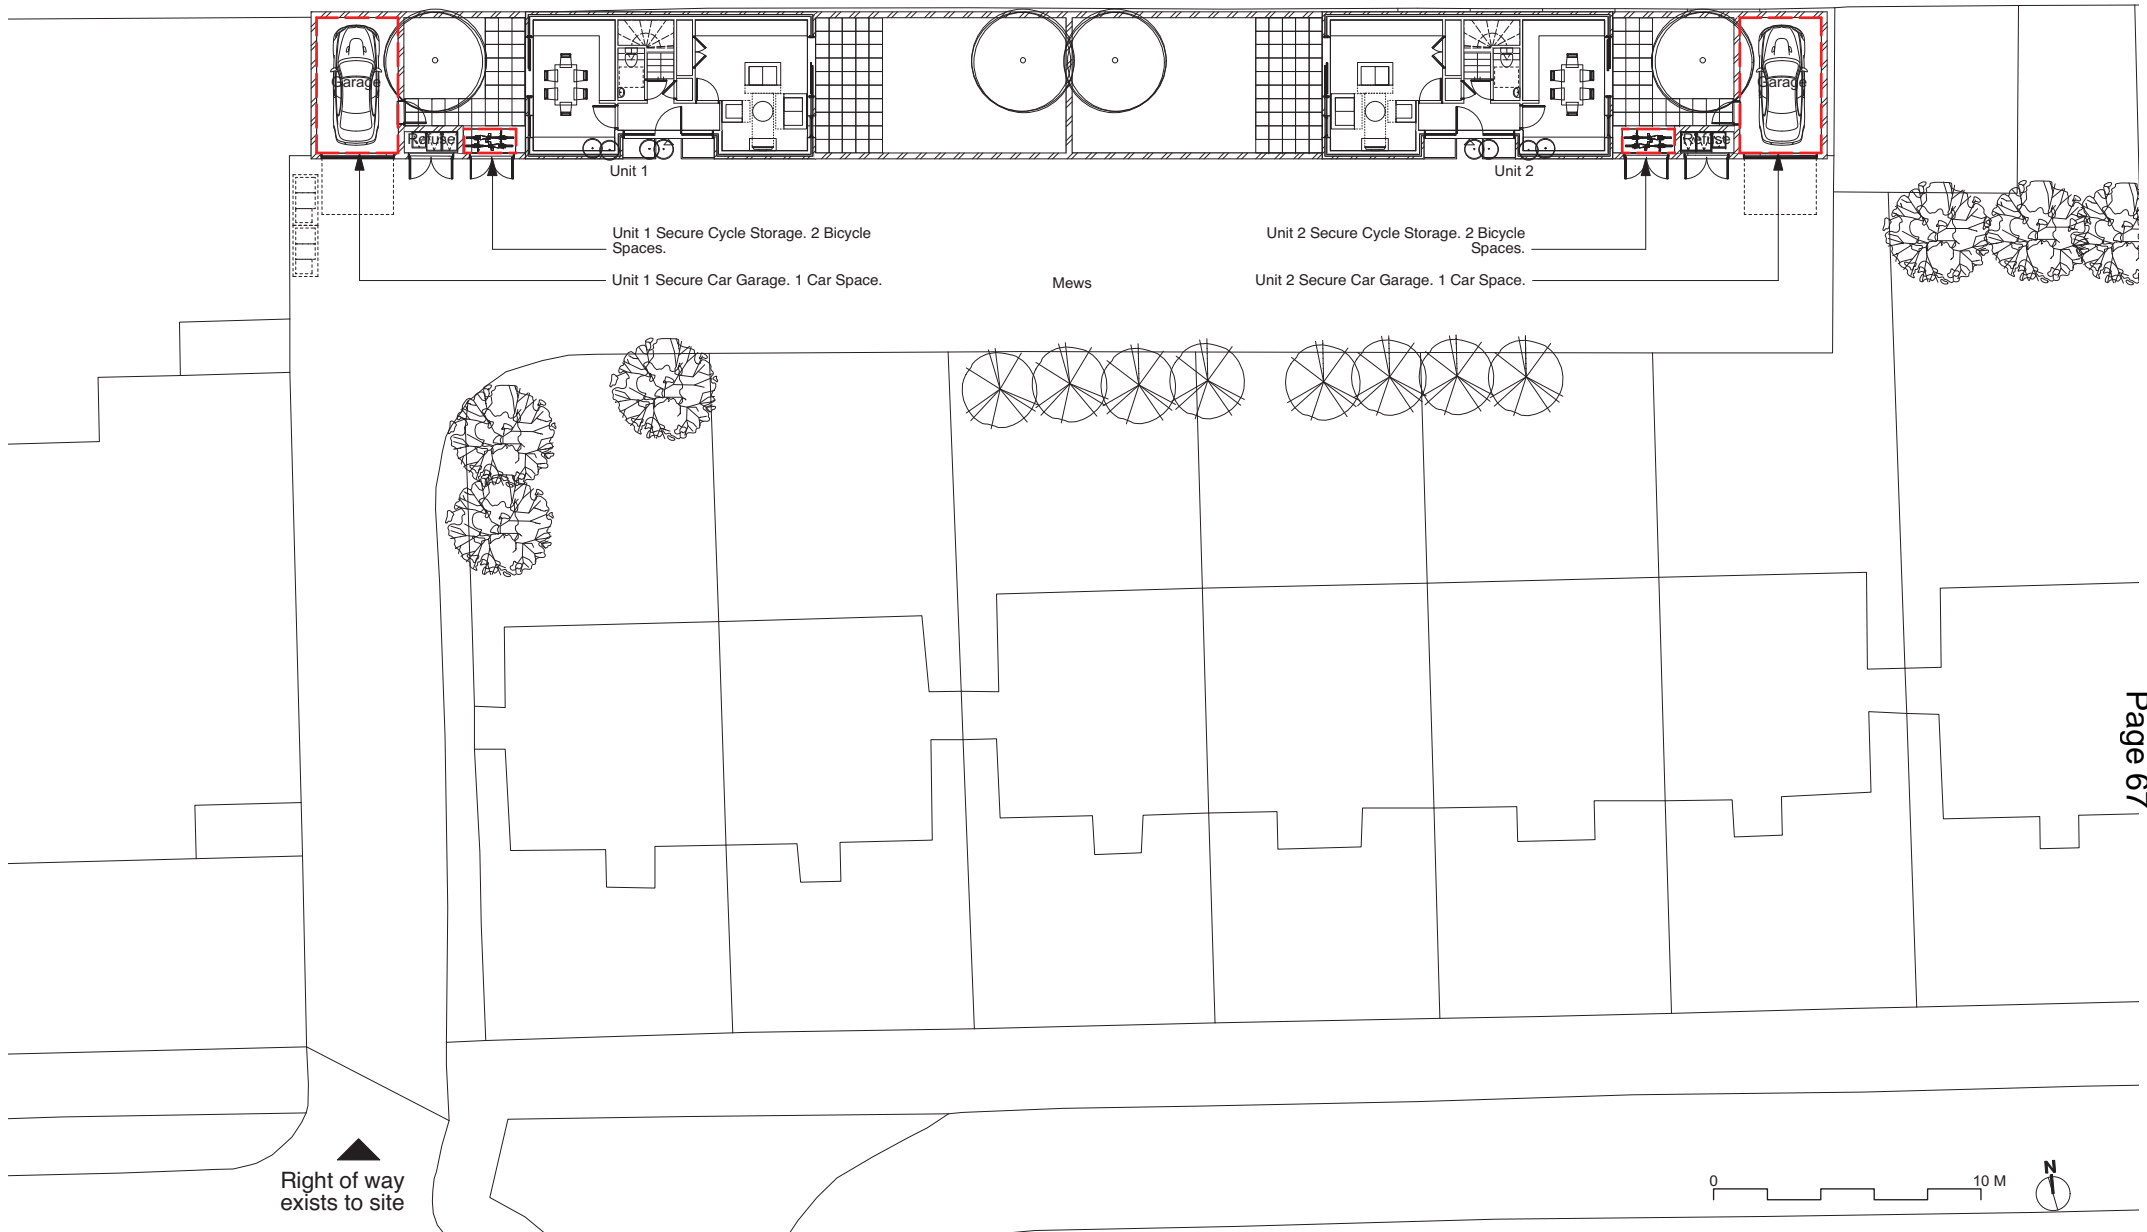 Garage
Garage
Refuse
Refuse
Unit 1
Unit 2
Unit 1 Secure Cycle Storage. 2 Bicycle
Spaces.
Unit 2 Secure Cycle Storage. 2 Bicycle
Spaces.
Unit 1 Secure Car Garage. 1 Car Space.
Mews
Unit 2 Secure Car Garage. 1 Car Space.
Page 67
Right of way
exists to site
0
10 M
N